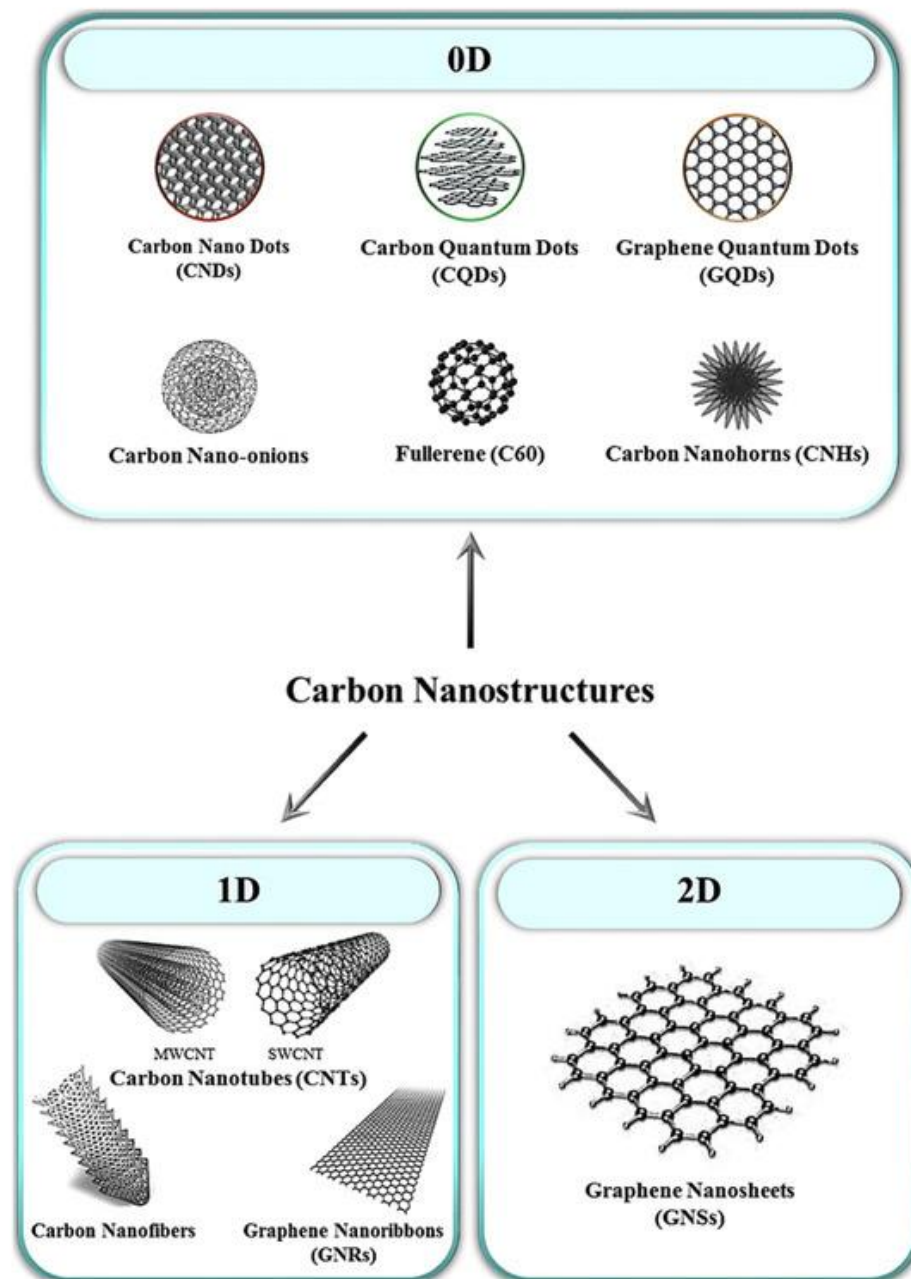 0D
Carbon Nano Dots
(CNDs)
Carbon Quantum Dots
(CQDs)
Graphene Quantum Dots
(GQDs)
Carbon Nano-onions
Fullerene (C60)
Carbon Nanohorns (CNHs)
Carbon Nanostructures
1D
MWCNT
SWCNT
Carbon Nanotubes (CNTs)
Carbon Nanofibers
Graphene Nanoribbons
(GNRs)
2D
Graphene Nanosheets
(GNSs)